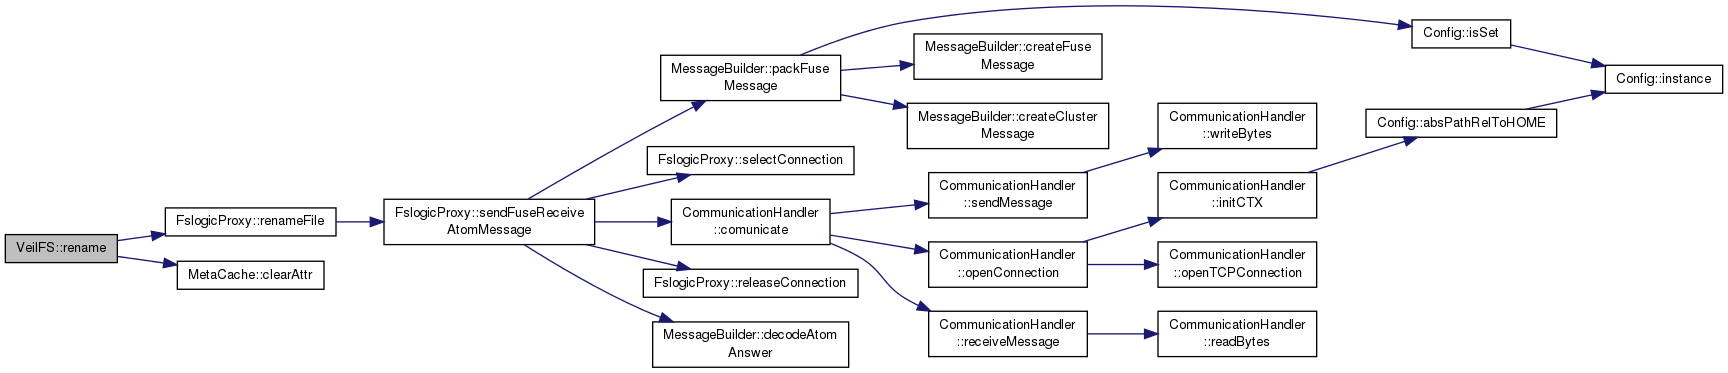 VeilFS::rename
FslogicProxy::renameFile
MetaCache::clearAttr
FslogicProxy::sendFuseReceive
AtomMessage
MessageBuilder::packFuse
Message
FslogicProxy::selectConnection
CommunicationHandler
::comunicate
FslogicProxy::releaseConnection
MessageBuilder::decodeAtom
Answer
MessageBuilder::createFuse
Message
MessageBuilder::createCluster
Message
CommunicationHandler
::sendMessage
CommunicationHandler
::openConnection
CommunicationHandler
::receiveMessage
CommunicationHandler
::writeBytes
CommunicationHandler
::initCTX
CommunicationHandler
::openTCPConnection
CommunicationHandler
::readBytes
Config::isSet
Config::absPathRelToHOME
Config::instance